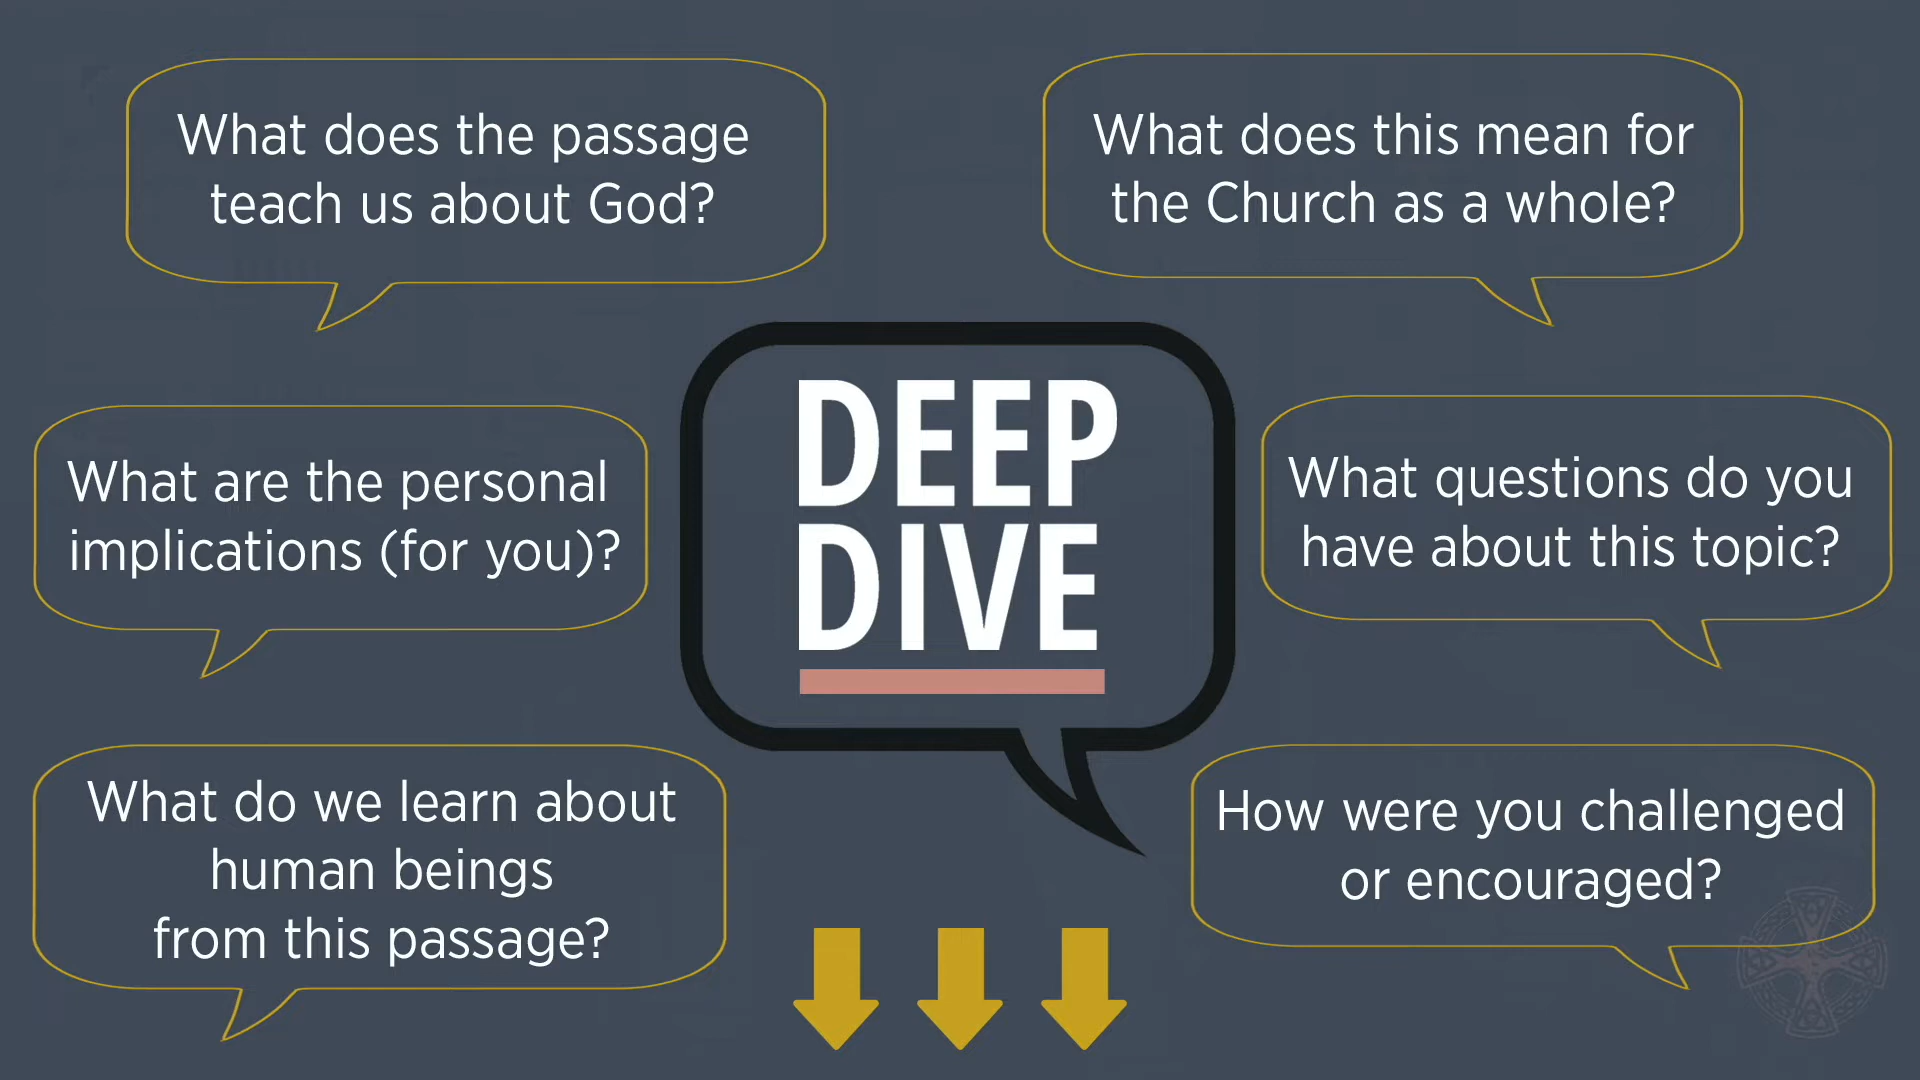 What does the passage
teach us about God?
What does this mean for
the Church as a whole?
DEEP
DIVE
What are the personal
implications (for you)?
What questions do you
have about this topic?
What do we learn about
human beings
from this passage?
How were you challenged
or encouraged?